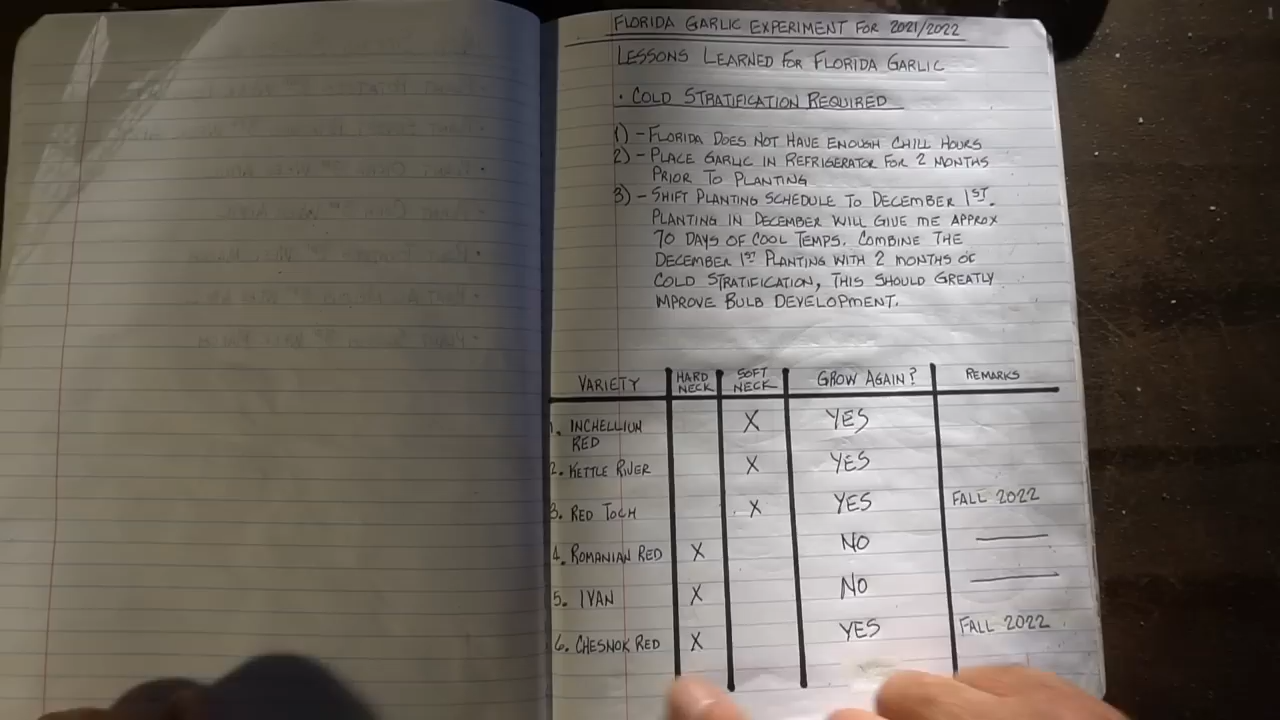 FLORIDA GARLIC EXPERIMENT FOR 2021/2022
LESSONS LEARNED FOR FLORIDA GARLIC
• COLD STRATIFICATION REQUIRED
1) - FLORIDA DOES NOT HAVE ENOUGH CHILL HOURS
2) - PLACE GARLIC IN REFRIGERATOR FOR 2 MONTHS
PRIOR TO PLANTING
3) - SHIFT PLANTING SCHEDULE TO DECEMBER 1ST.
PLANTING IN DECEMBER WILL GIVE ME APPROX
70 DAYS OF COOL TEMPS. COMBINE THE
DECEMBER 1ST PLANTING WITH 2 MONTHS OF
COLD STRATIFICATION, THIS SHOULD GREATLY
IMPROVE BULB DEVELOPMENT.
VARIETY HARD NECK SOFT NECK GROW AGAIN? REMARKS
1. INCHELLIUM X YES
RED
2. KETTLE RIVER X YES
3. RED TOCH X YES FALL 2022
4. ROMANIAN RED X NO —
5. IVAN X NO —
6. CHESNOK RED X YES FALL 2022